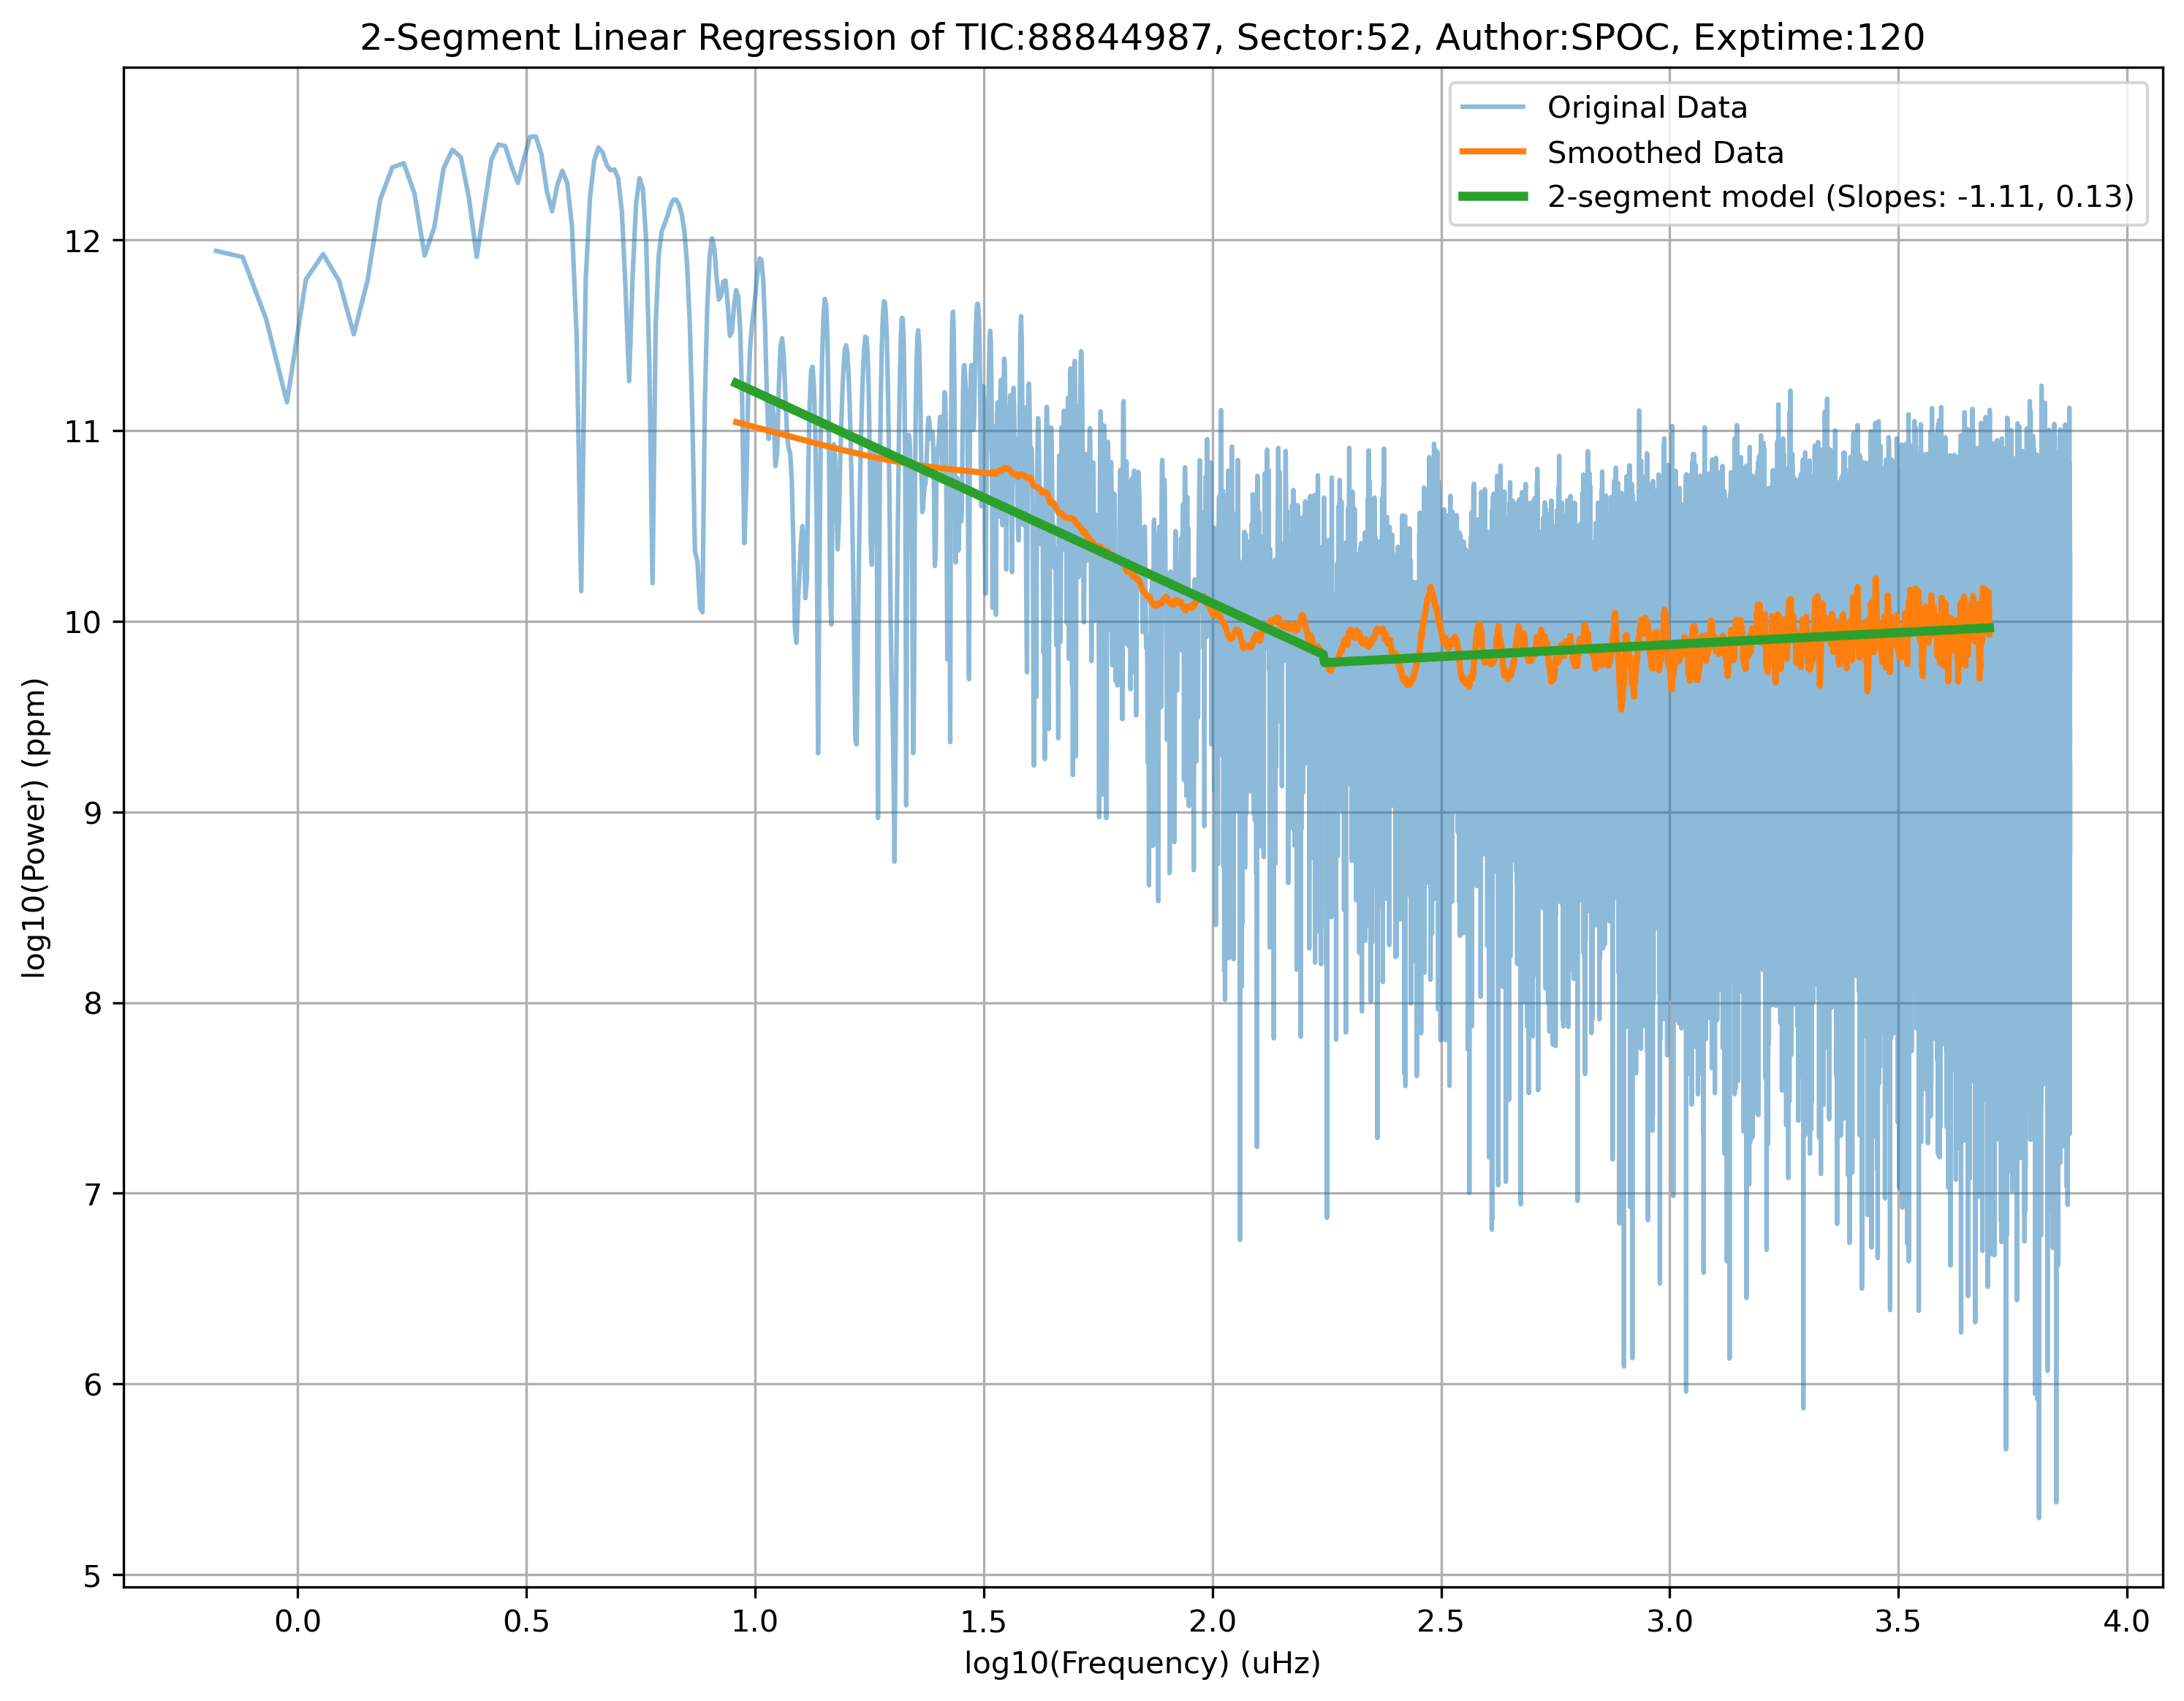 2-Segment Linear Regression of TIC:88844987, Sector:52, Author:SPOC, Exptime:120
Original Data
Smoothed Data
2-segment model (Slopes: -1.11, 0.13)
log10(Power) (ppm)
12
11
10
9
8
7
6
5
0.0 0.5 1.0 1.5 2.0 2.5 3.0 3.5 4.0
log10(Frequency) (uHz)